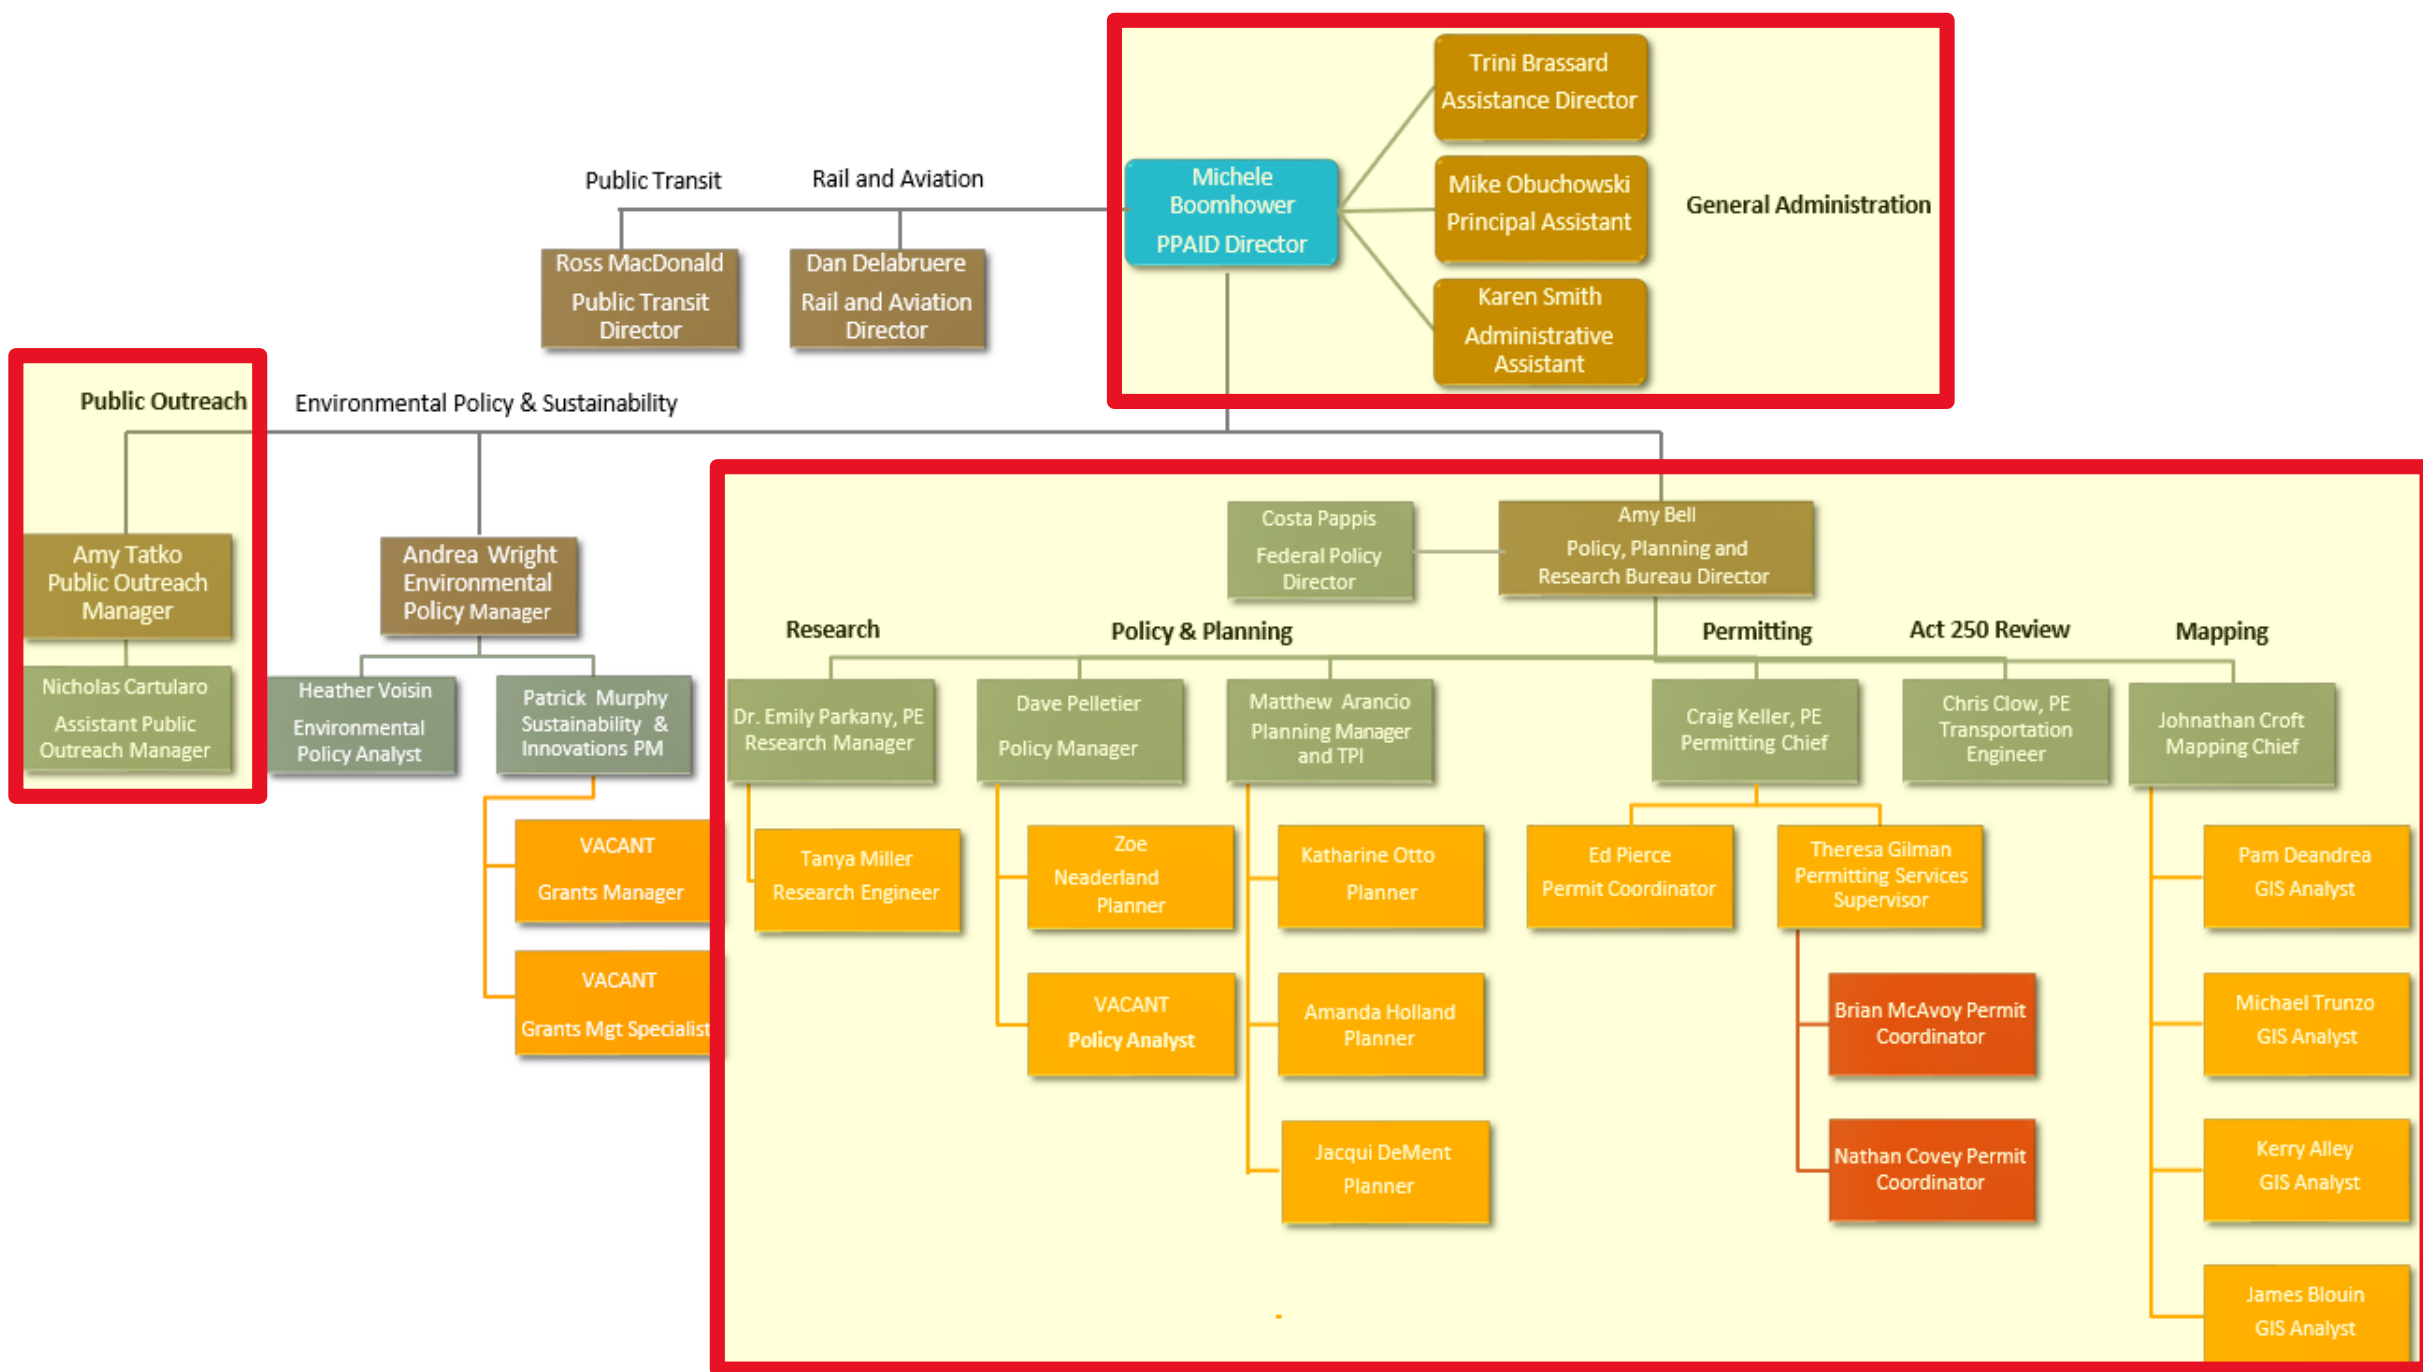 Trini Brassard
Assistance Director
Public Transit
Rail and Aviation
Michele
Boomhower
PPAID Director
Mike Obuchowski
Principal Assistant
General Administration
Ross MacDonald
Public Transit
Director
Dan Delabruere
Rail and Aviation
Director
Karen Smith
Administrative
Assistant
Public Outreach
Environmental Policy & Sustainability
Amy Tatko
Public Outreach
Manager
Nicholas Cartularo
Assistant Public
Outreach Manager
Andrea Wright
Environmental
Policy Manager
Heather Voisin
Environmental
Policy Analyst
Patrick Murphy
Sustainability &
Innovations PM
VACANT
Grants Manager
VACANT
Grants Mgt Specialist
Costa Pappis
Federal Policy
Director
Amy Bell
Policy, Planning and
Research Bureau Director
Research
Policy & Planning
Permitting
Act 250 Review
Mapping
Dr. Emily Parkany, PE
Research Manager
Dave Pelletier
Policy Manager
Matthew Arancio
Planning Manager
and TPI
Craig Keller, PE
Permitting Chief
Chris Clow, PE
Transportation
Engineer
Johnathan Croft
Mapping Chief
Tanya Miller
Research Engineer
Zoe
Neaderland
Planner
Katharine Otto
Planner
Ed Pierce
Permit Coordinator
Theresa Gilman
Permitting Services
Supervisor
Pam Deandrea
GIS Analyst
VACANT
Policy Analyst
Amanda Holland
Planner
Brian McAvoy Permit
Coordinator
Michael Trunzo
GIS Analyst
Jacqui DeMent
Planner
Nathan Covey Permit
Coordinator
Kerry Alley
GIS Analyst
James Blouin
GIS Analyst